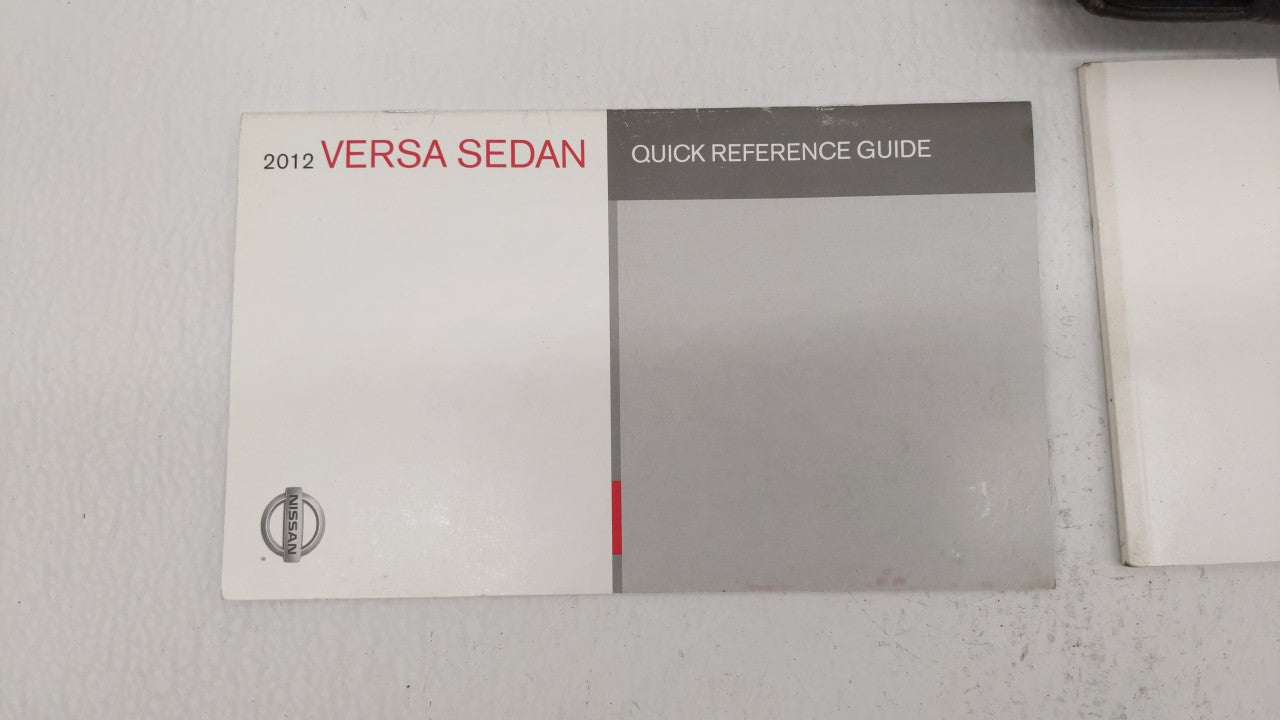 2012 VERSA SEDAN
QUICK REFERENCE GUIDE
NISSAN